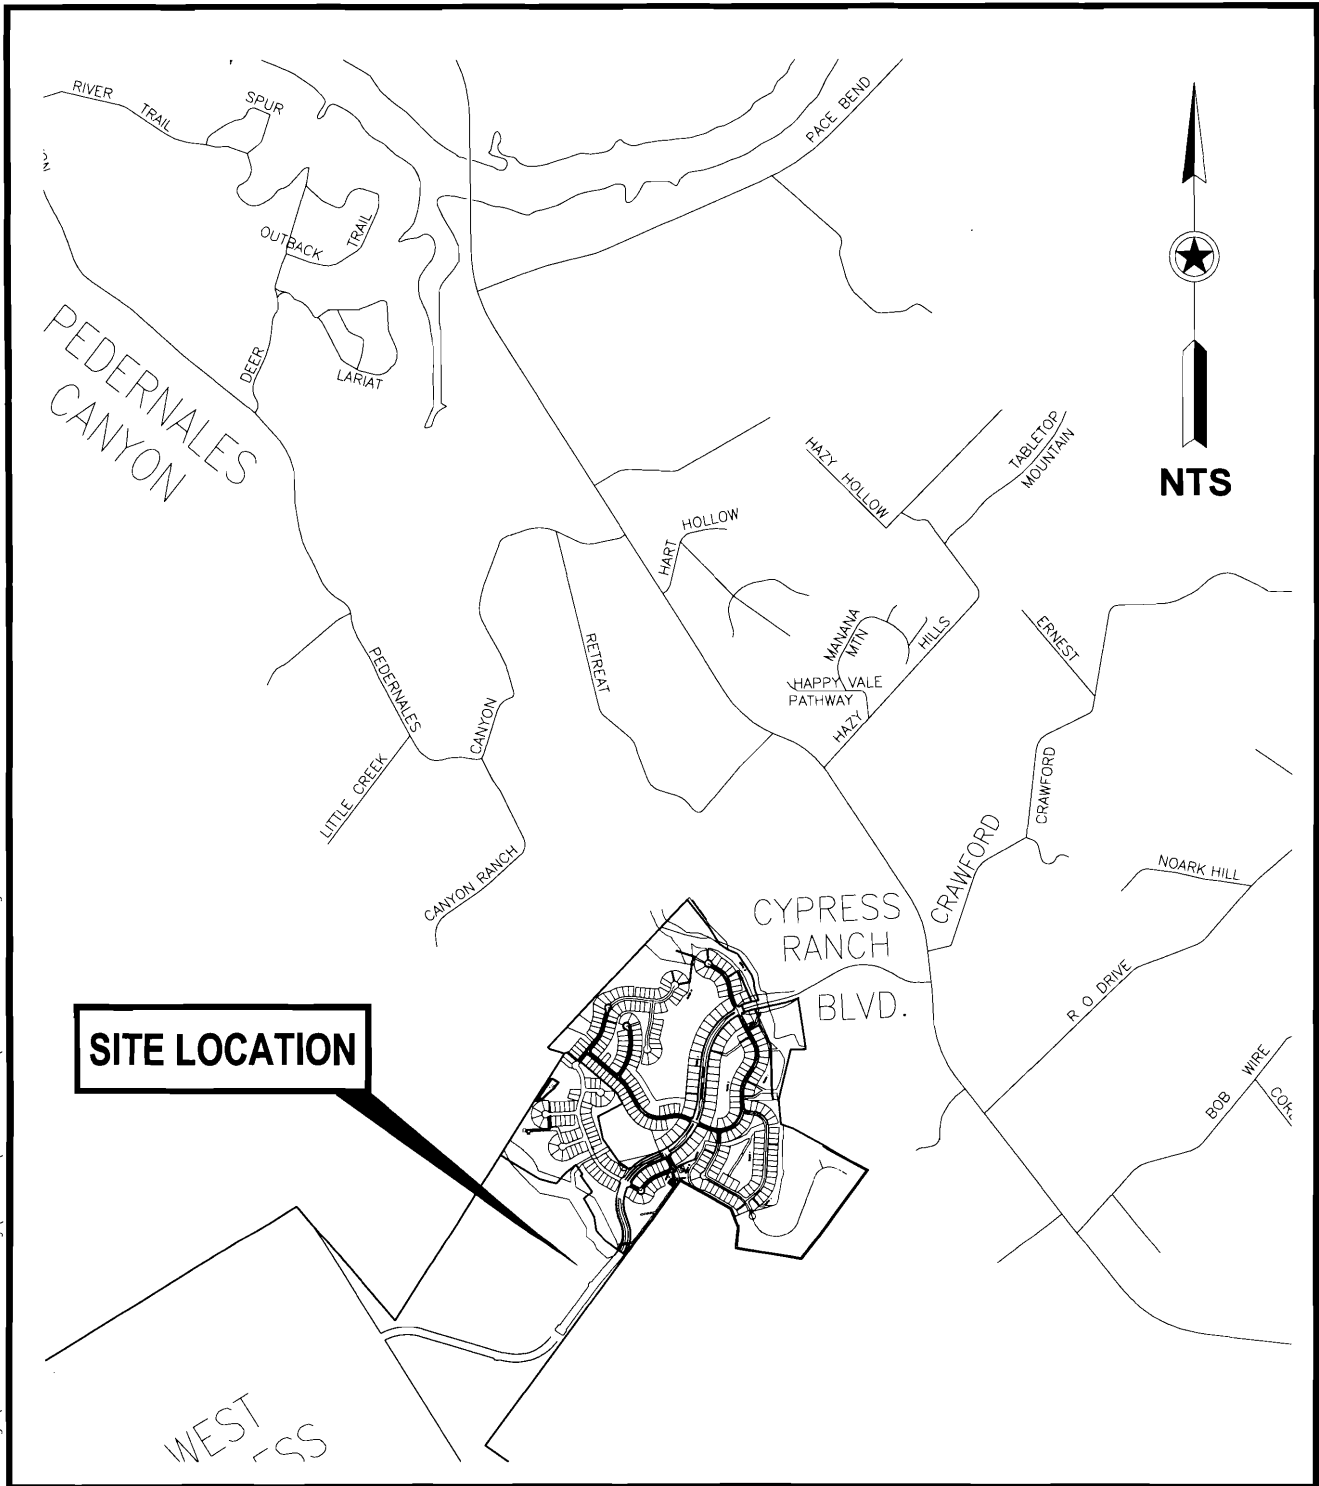 RIVER
TRAIL
SPUR
PACE BEND
OUTBACK
TRAIL
PEDERNALES
CANYON
DEER
LARIAT
NTS
HAZY HOLLOW
TABLETOP
MOUNTAIN
HART
HOLLOW
MANANA
MTN
HAPPY VALE
PATHWAY
HAZY
HILLS
ERNEST
RETREAT
PEDERNALES
CANYON
LITTLE CREEK
CANYON RANCH
CRAWFORD
CRAWFORD
NOARK HILL
CYPRESS
RANCH
BLVD.
R O DRIVE
SITE LOCATION
BOB WIRE
WEST